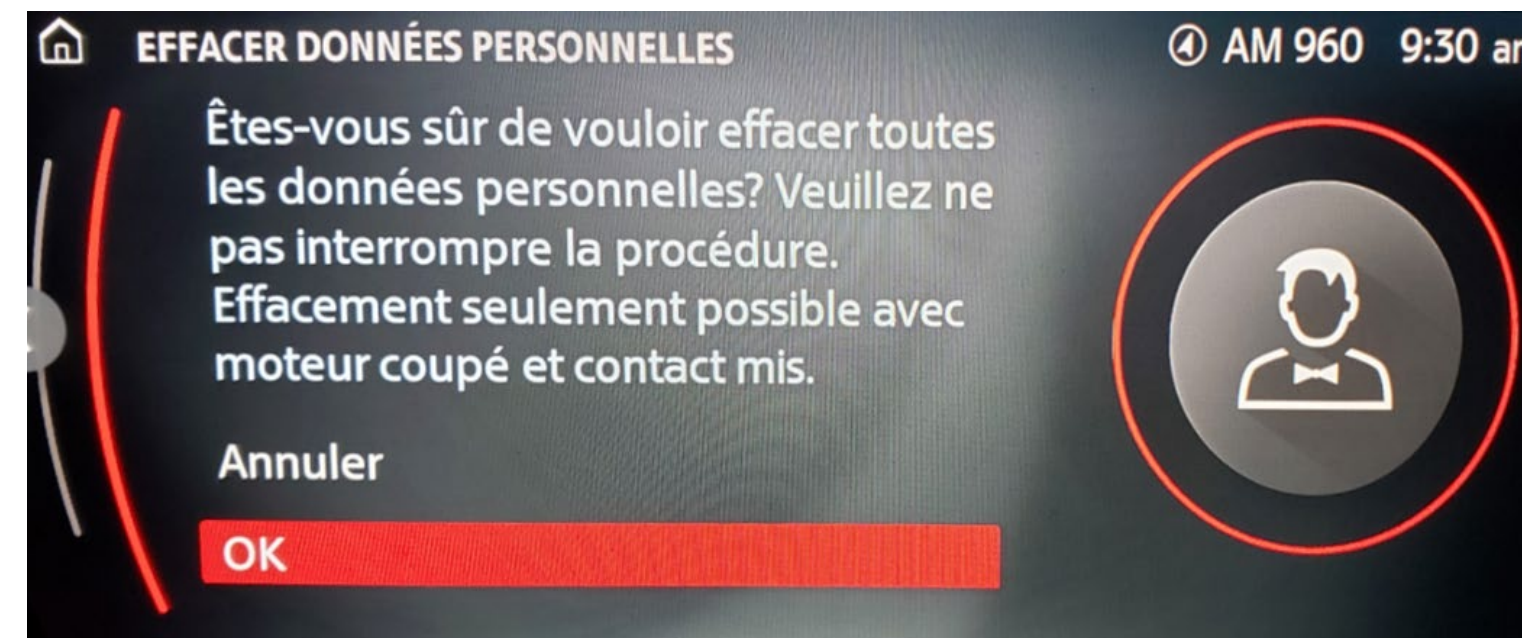 EFFACER DONNÉES PERSONNELLES
AM 960 9:30
Êtes-vous sûr de vouloir effacer toutes
les données personnelles? Veuillez ne
pas interrompre la procédure.
Effacement seulement possible avec
moteur coupé et contact mis.
Annuler
OK